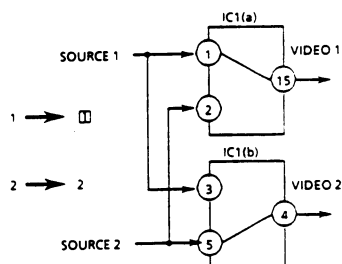 IC1(a)
SOURCE 1
1
VIDEO 1
15
2
1
IC1(b)
3
VIDEO 2
2 2
4
SOURCE 2
5